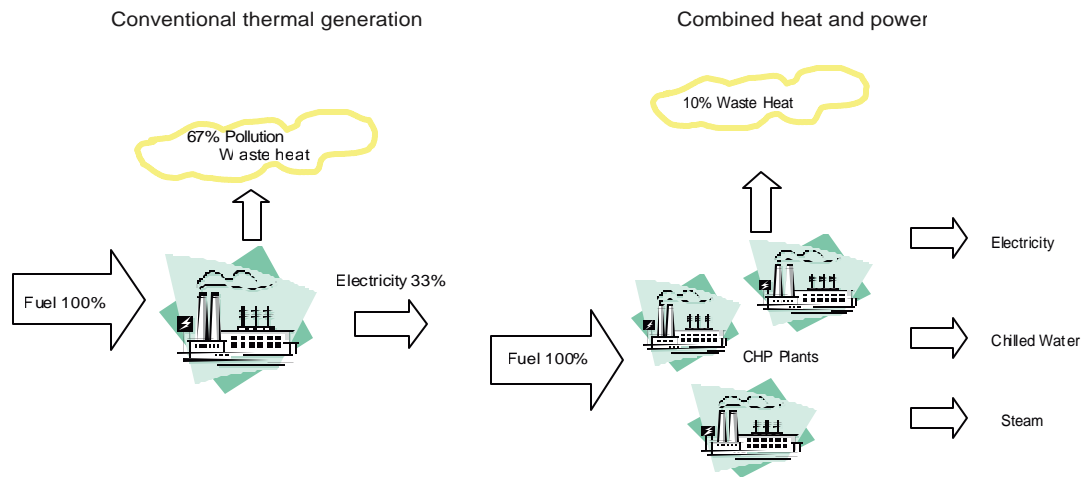 Conventional thermal generation
67% Pollution
Waste heat
Fuel 100%
Electricity 33%
Combined heat and power
10% Waste Heat
Fuel 100%
CHP Plants
Electricity
Chilled Water
Steam